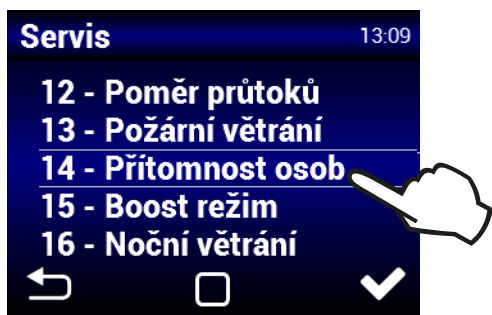 Servis 13:09
12 - Poměr průtoků
13 - Požární větrání
14 - Přítomnost osob
15 - Boost režim
16 - Noční větrání